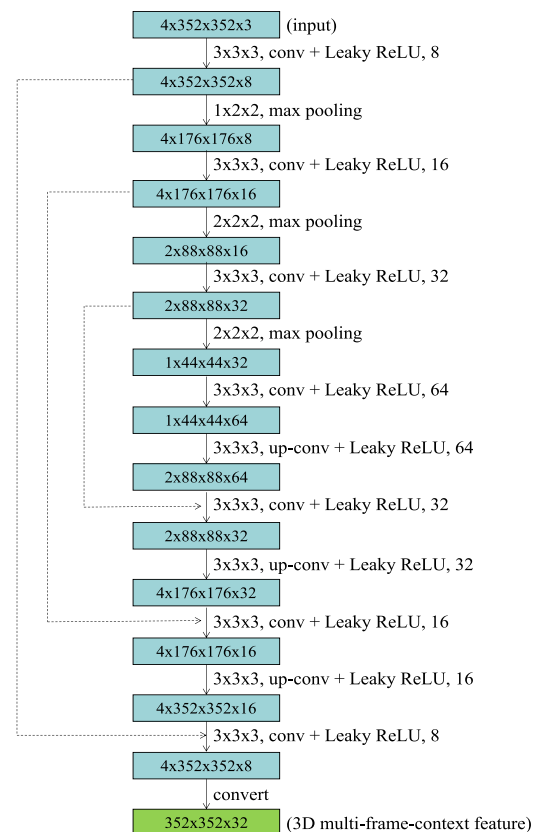 4x352x352x3 (input)
3x3x3, conv + Leaky ReLU, 8
4x352x352x8
1x2x2, max pooling
4x176x176x8
3x3x3, conv + Leaky ReLU, 16
4x176x176x16
2x2x2, max pooling
2x88x88x16
3x3x3, conv + Leaky ReLU, 32
2x88x88x32
2x2x2, max pooling
1x44x44x32
3x3x3, conv + Leaky ReLU, 64
1x44x44x64
3x3x3, up-conv + Leaky ReLU, 64
2x88x88x64
3x3x3, conv + Leaky ReLU, 32
2x88x88x32
3x3x3, up-conv + Leaky ReLU, 32
4x176x176x32
3x3x3, conv + Leaky ReLU, 16
4x176x176x16
3x3x3, up-conv + Leaky ReLU, 16
4x352x352x16
3x3x3, conv + Leaky ReLU, 8
4x352x352x8
convert
352x352x32 (3D multi-frame-context feature)